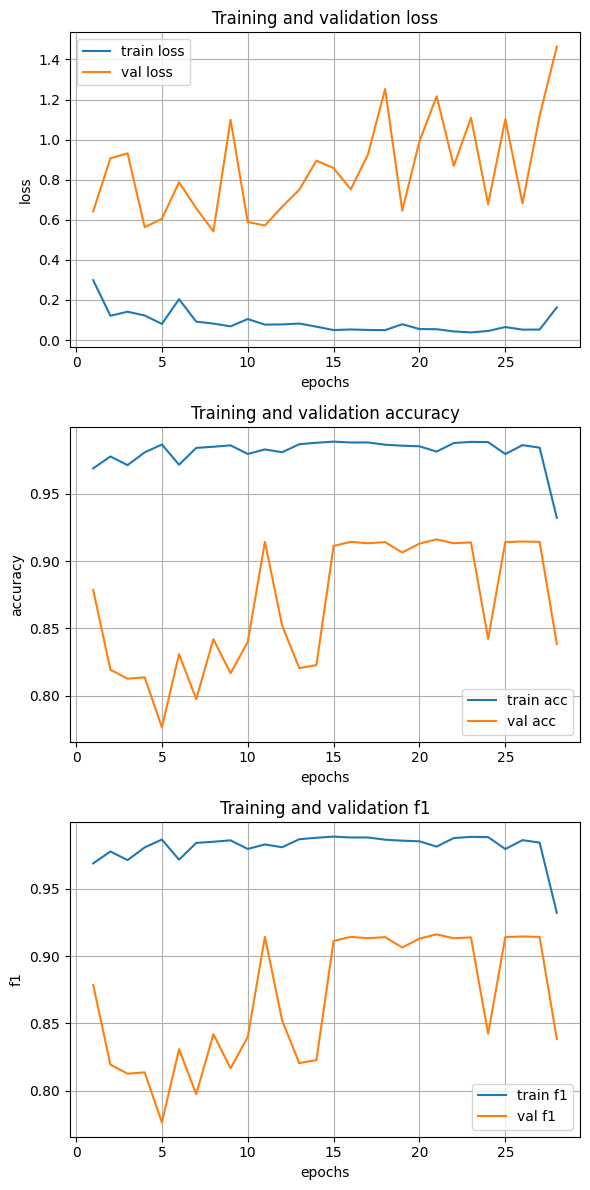 Training and validation loss
train loss
val loss
1.4
1.2
1.0
0.8
0.6
0.4
0.2
0.0
loss
0 5 10 15 20 25
epochs
Training and validation accuracy
0.95
0.90
0.85
0.80
accuracy
train acc
val acc
0 5 10 15 20 25
epochs
Training and validation f1
0.95
0.90
0.85
0.80
f1
train f1
val f1
0 5 10 15 20 25
epochs